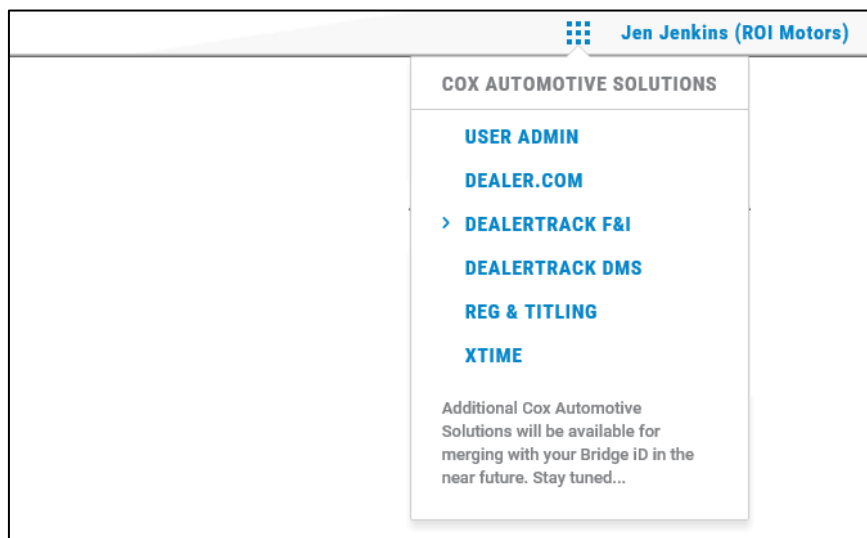 Jen Jenkins (ROI Motors)
COX AUTOMOTIVE SOLUTIONS
USER ADMIN
DEALER.COM
DEALERTRACK F&I
DEALERTRACK DMS
REG & TITLING
XTIME
Additional Cox Automotive
Solutions will be available for
merging with your Bridge iD in the
near future. Stay tuned...